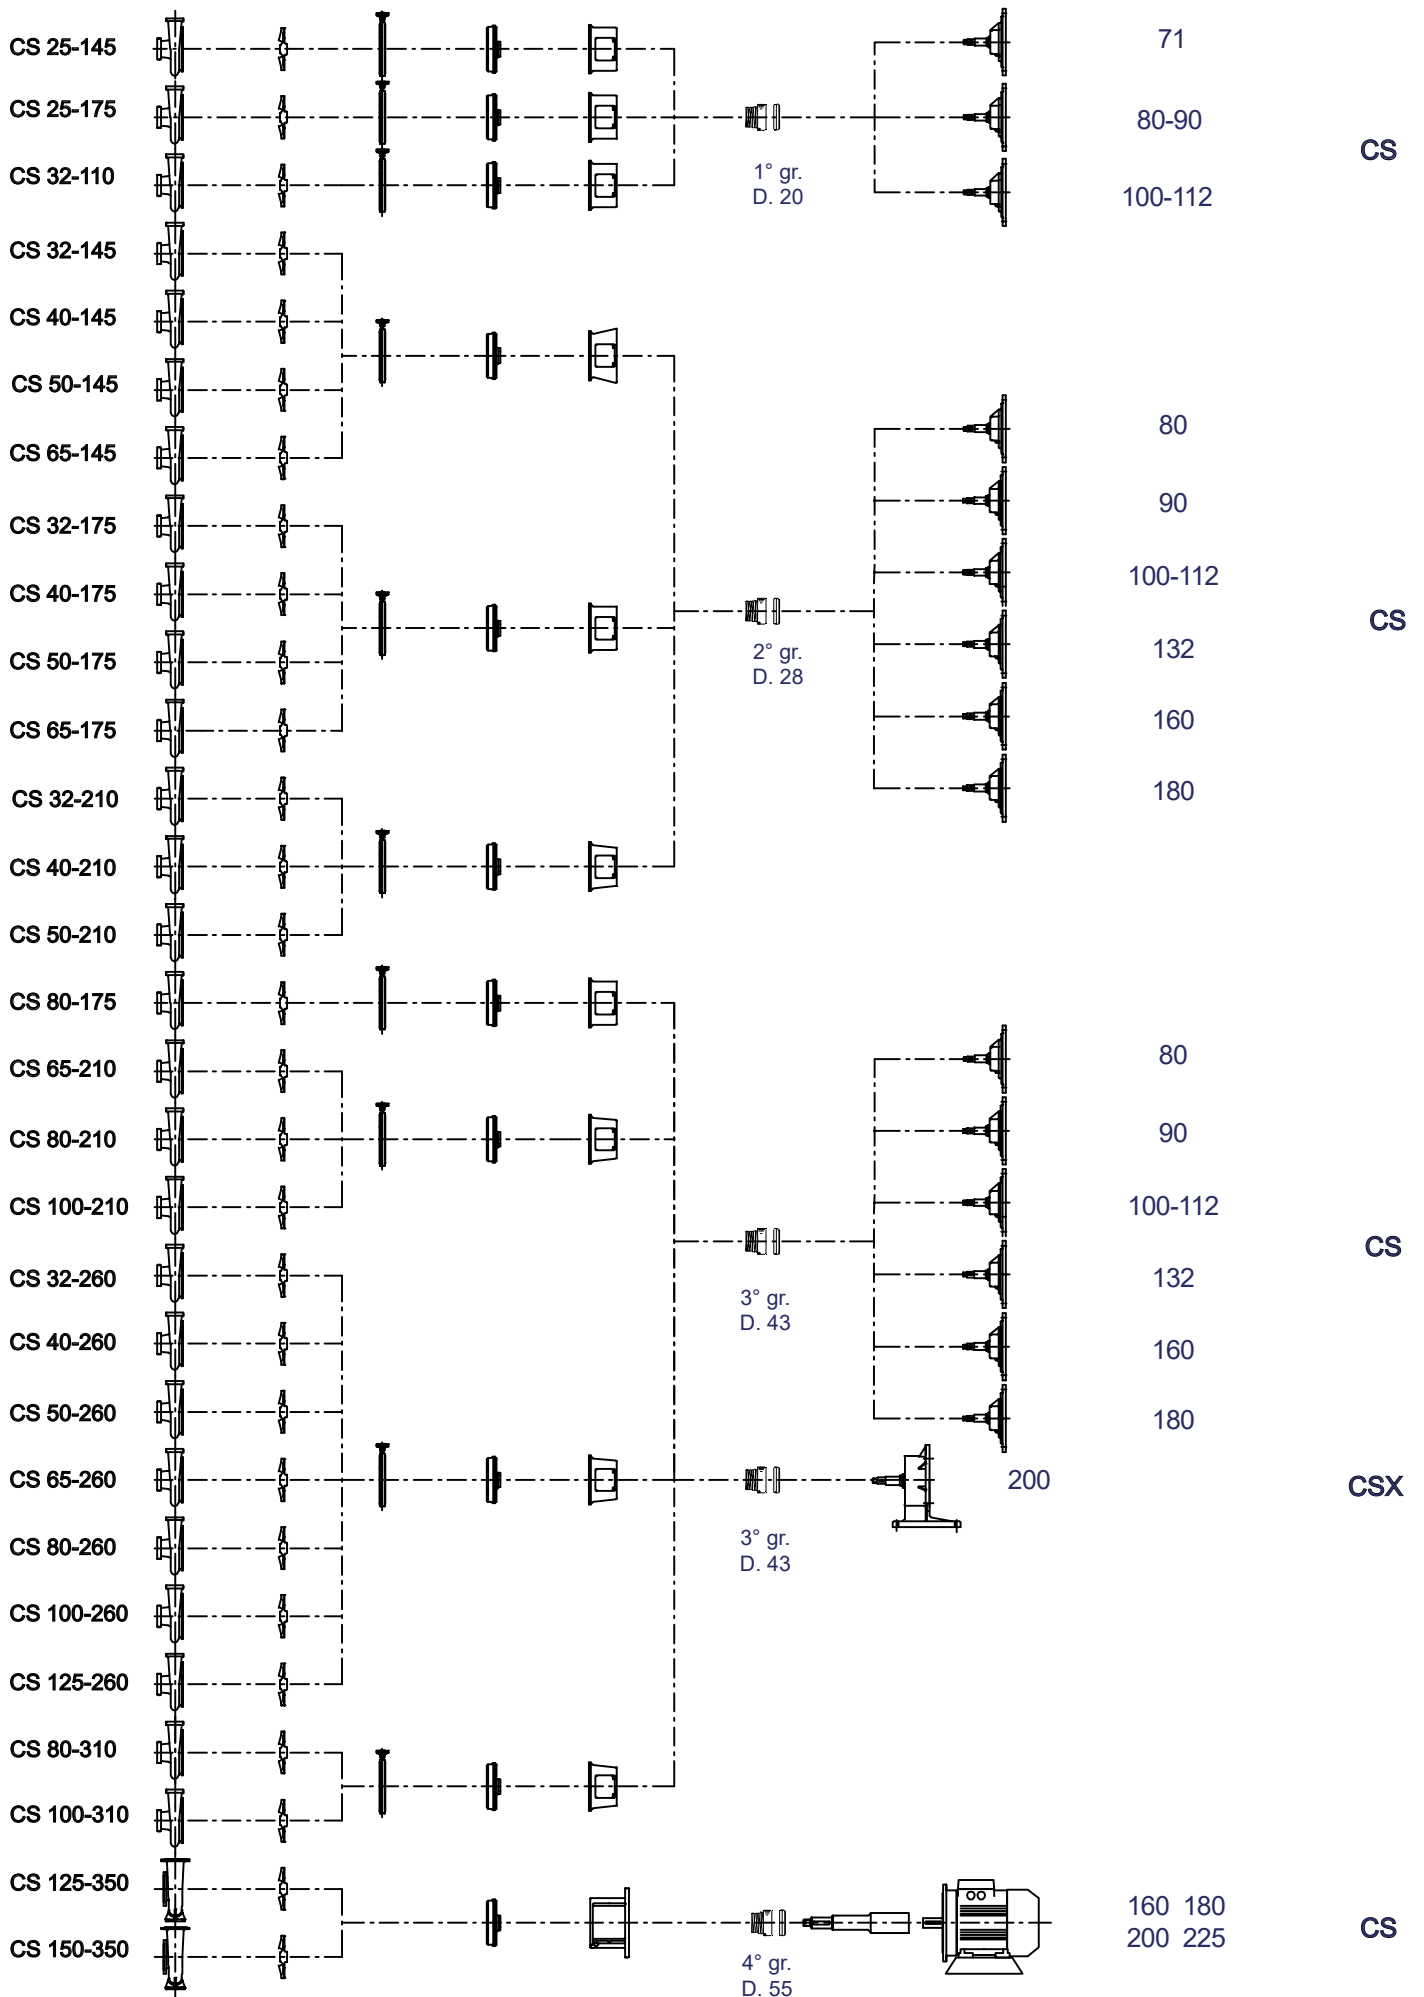 CS 25-145
71
CS 25-175
80-90
CS
CS 32-110
1° gr.
D. 20
100-112
CS 32-145
CS 40-145
CS 50-145
80
CS 65-145
90
CS 32-175
100-112
CS 40-175
CS
2° gr.
D. 28
132
CS 50-175
160
CS 65-175
180
CS 32-210
CS 40-210
CS 50-210
CS 80-175
80
CS 65-210
90
CS 80-210
100-112
CS 100-210
CS
CS 32-260
132
3° gr.
D. 43
CS 40-260
160
CS 50-260
180
CS 65-260
200
CSX
3° gr.
D. 43
CS 80-260
CS 100-260
CS 125-260
CS 80-310
CS 100-310
CS 125-350
160 180
200 225
CS
CS 150-350
4° gr.
D. 55